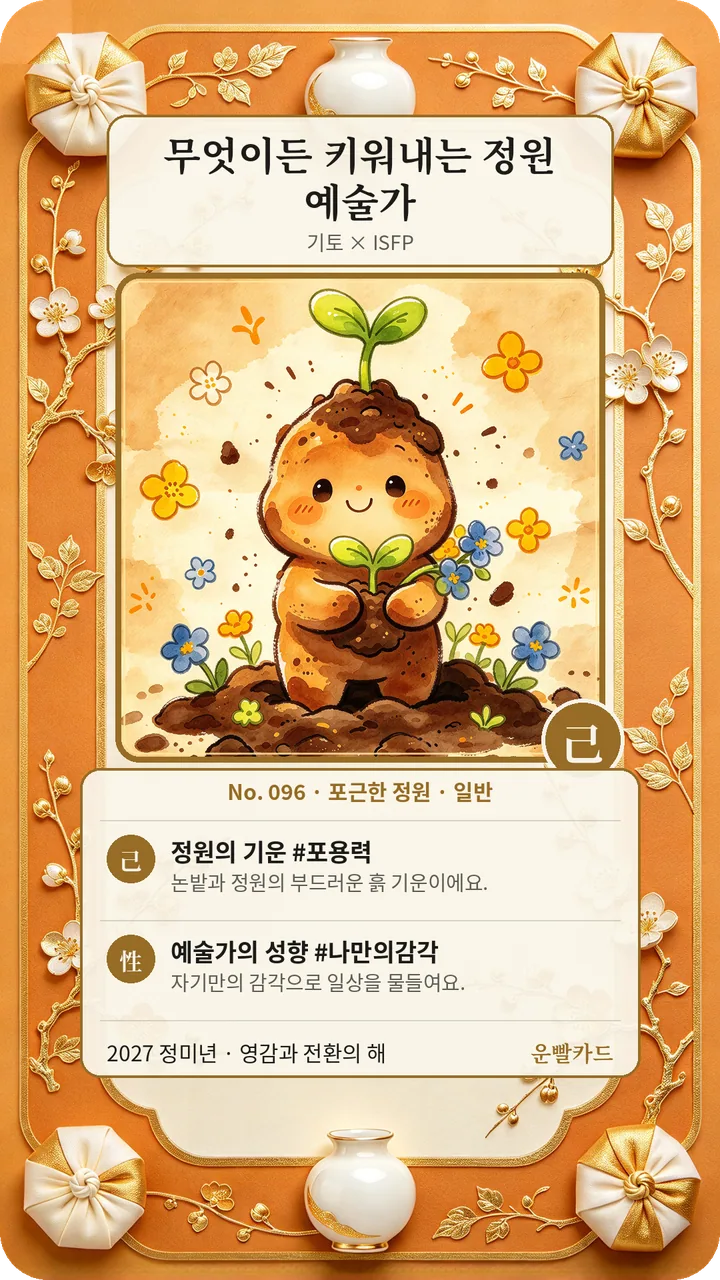 무엇이든 키워내는 정원
예술가
기토 × ISFP
己
No. 096 · 포근한 정원 · 일반
己
정원의 기운 #포용력
논밭과 정원의 부드러운 흙 기운이에요.
性
예술가의 성향 #나만의감각
자기만의 감각으로 일상을 물들여요.
2027 정미년 · 영감과 전환의 해
운빨카드